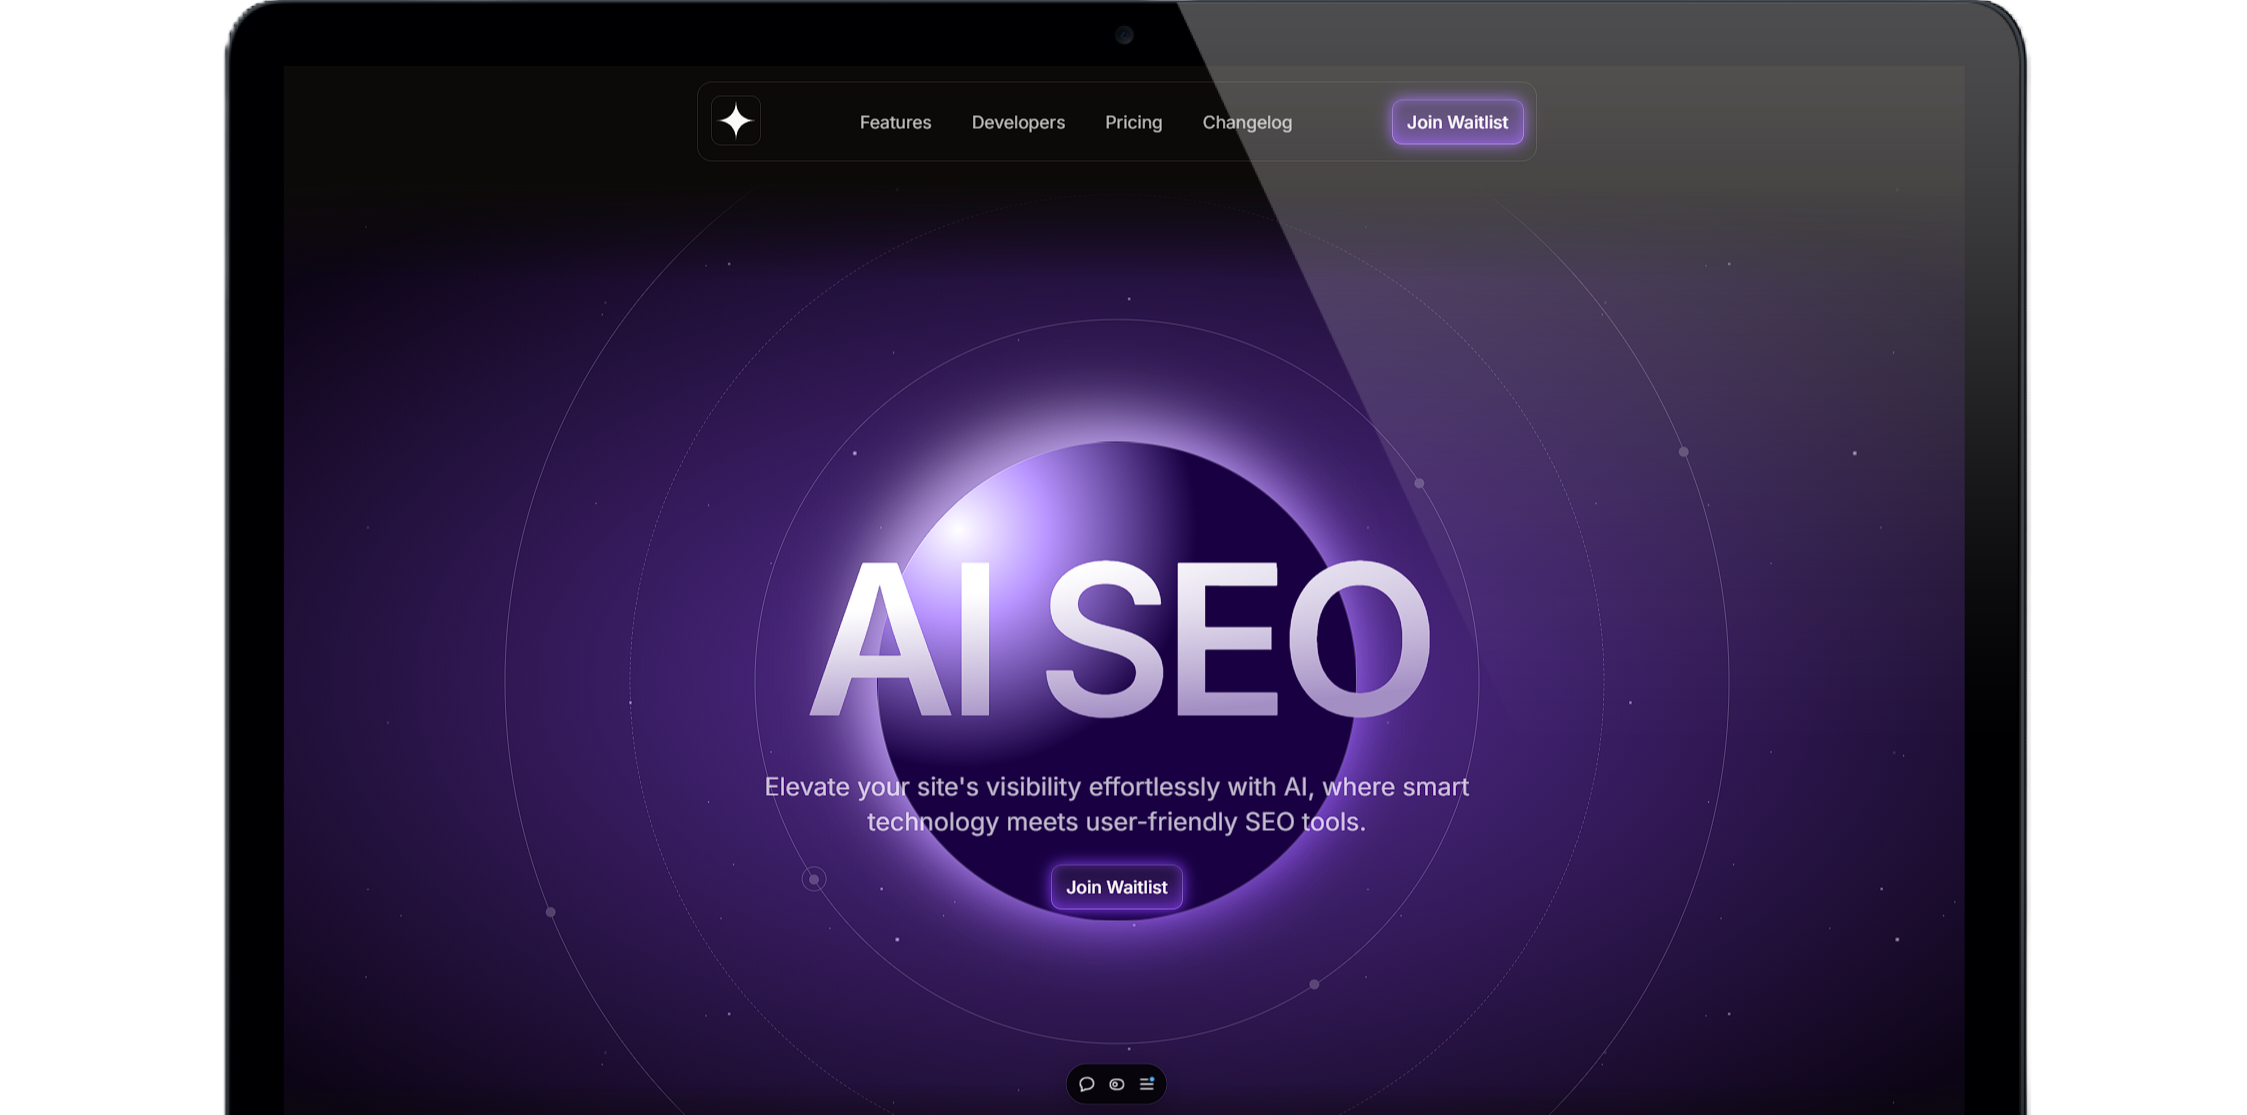 Features Developers Pricing Changelog Join Waitlist
AI SEO
Elevate your site's visibility effortlessly with AI, where smart
technology meets user-friendly SEO tools.
Join Waitlist